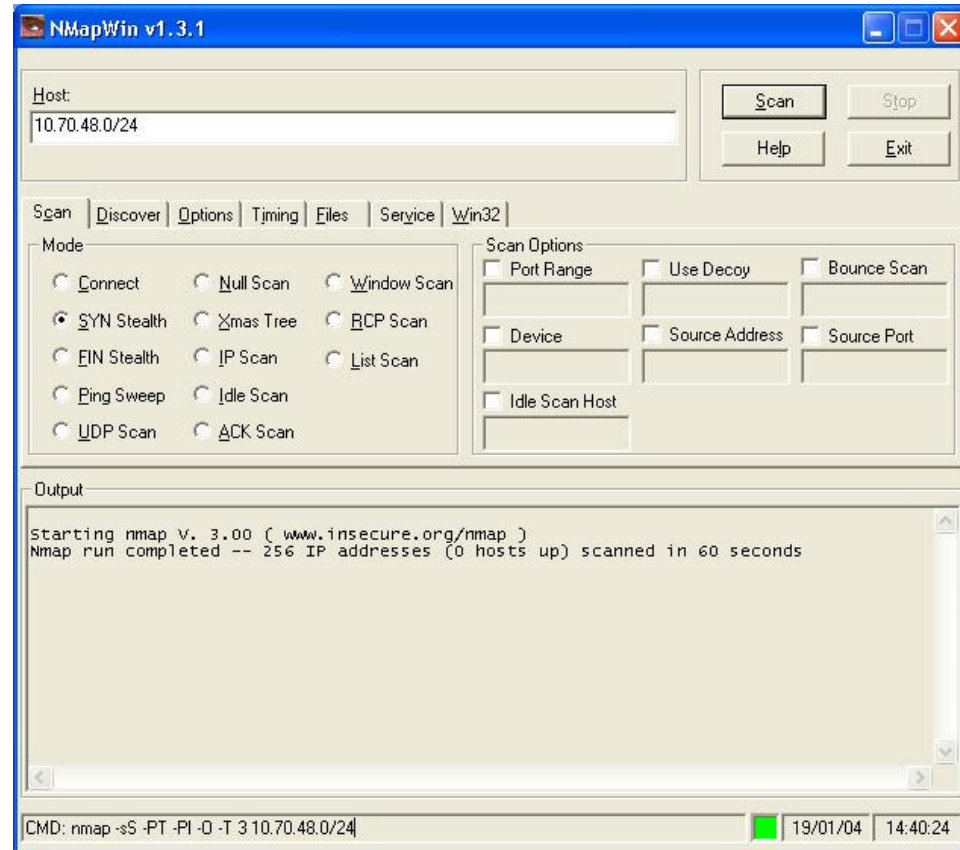 NMapWin v1.3.1
Host:
10.70.48.0/24
Scan
Stop
Help
Exit
Scan Discover Options Timing Files Service Win32
Mode
Connect Null Scan Window Scan
SYN Stealth Xmas Tree RCP Scan
FIN Stealth IP Scan List Scan
Ping Sweep Idle Scan
UDP Scan ACK Scan
Scan Options
Port Range Use Decoy Bounce Scan
Device Source Address Source Port
Idle Scan Host
Output
Starting nmap V. 3.00 ( www.insecure.org/nmap )
Nmap run completed -- 256 IP addresses (0 hosts up) scanned in 60 seconds
CMD: nmap -sS -PT -PI -O -T 3 10.70.48.0/24
19/01/04
14:40:24